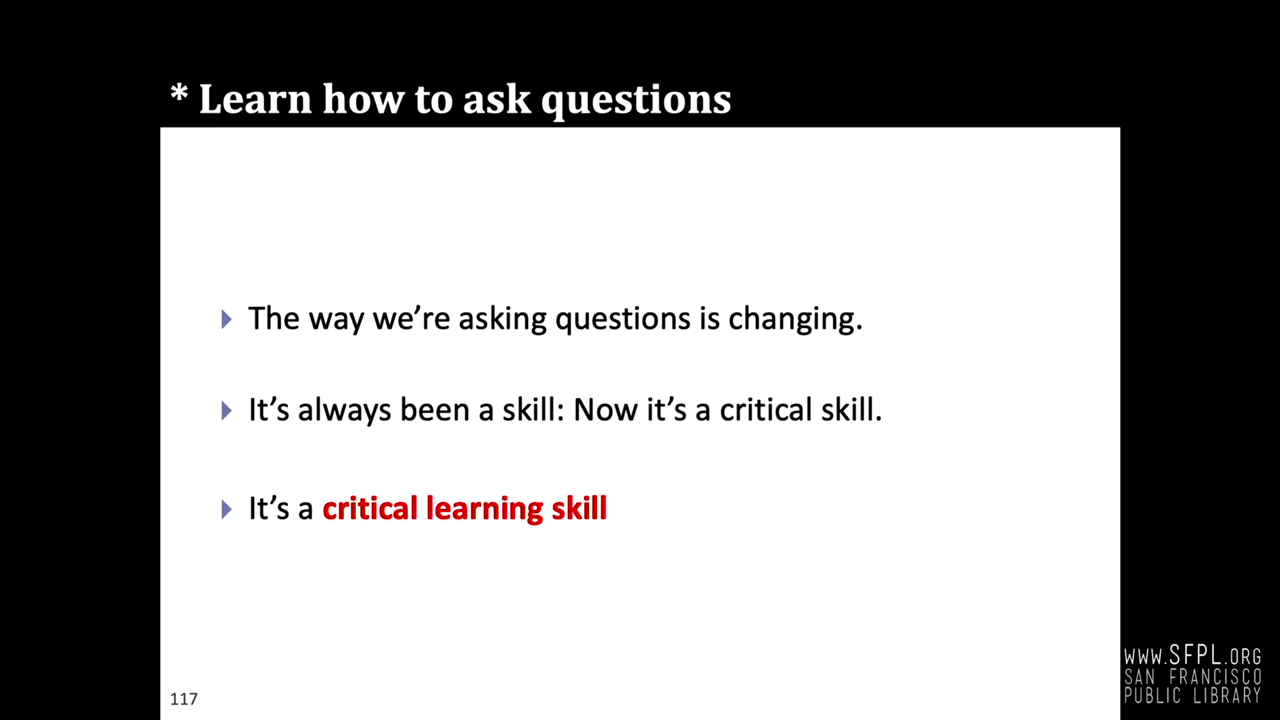 * Learn how to ask questions
The way we’re asking questions is changing.
It’s always been a skill: Now it’s a critical skill.
It’s a critical learning skill
117
WWW.SFPL.ORG
SAN FRANCISCO
PUBLIC LIBRARY